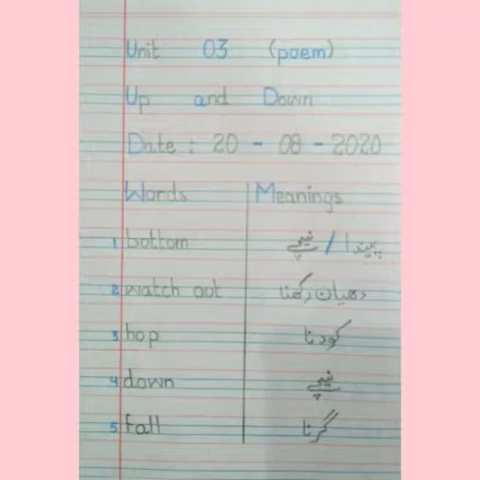 Unit 03 (poem)
Up and Down
Date : 20 - 08 - 2020
Words Meanings
1 bottom پیندا / نیچے
2 watch out دھیان رکھنا
3 hop کودنا
4 down نیچے
5 fall گرنا